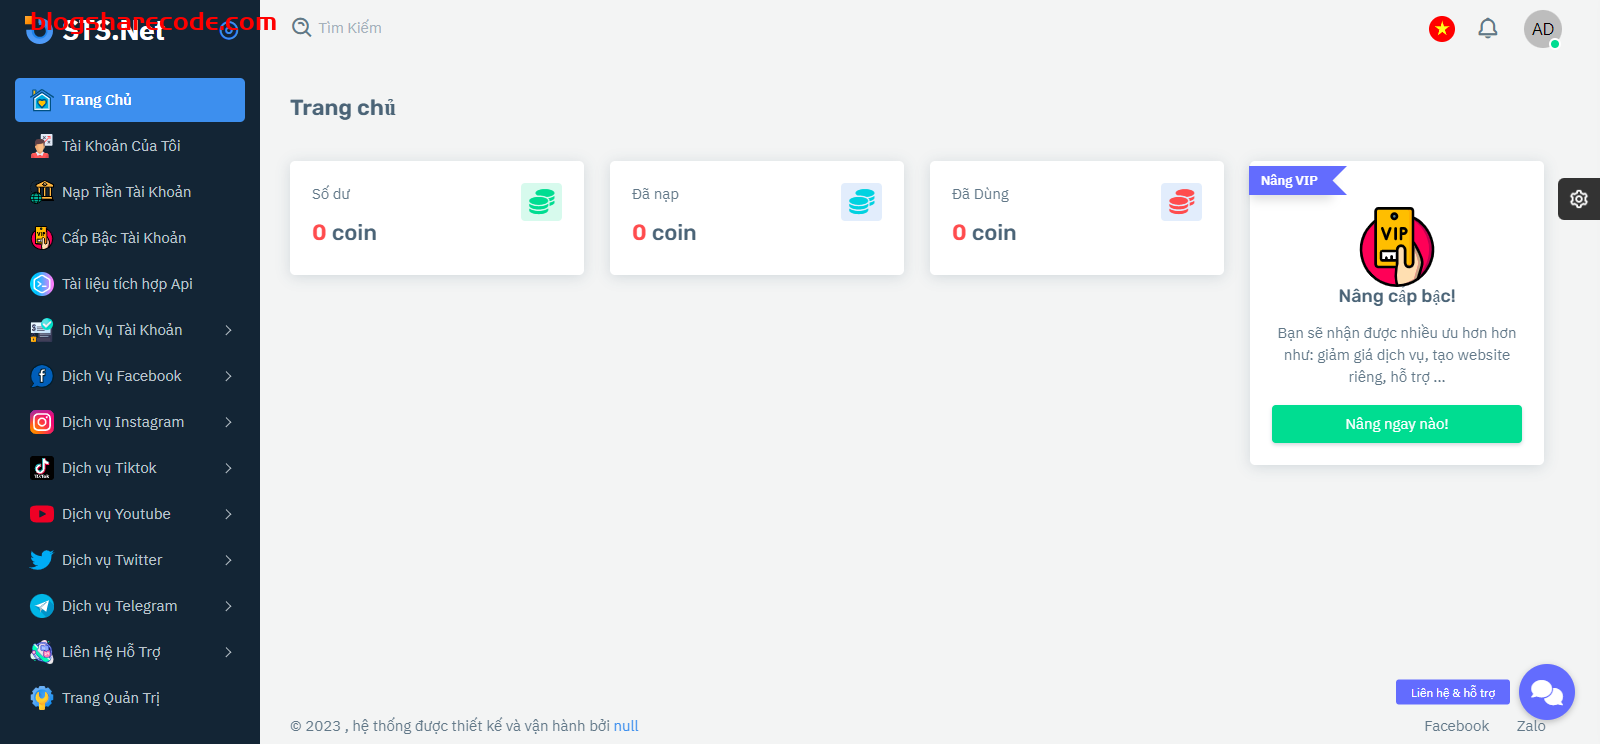 blogsharecode.com
STS.Net
Tìm Kiếm
AD
Trang Chủ
Tài Khoản Của Tôi
Nạp Tiền Tài Khoản
Cấp Bậc Tài Khoản
Tài liệu tích hợp Api
Dịch Vụ Tài Khoản
Dịch Vụ Facebook
Dịch vụ Instagram
Dịch vụ Tiktok
Dịch vụ Youtube
Dịch vụ Twitter
Dịch vụ Telegram
Liên Hệ Hỗ Trợ
Trang Quản Trị
Trang chủ
Số dư
0 coin
Đã nạp
0 coin
Đã Dùng
0 coin
Nâng VIP
VIP
Nâng cấp bậc!
Bạn sẽ nhận được nhiều ưu hơn hơn
như: giảm giá dịch vụ, tạo website
riêng, hỗ trợ ...
Nâng ngay nào!
Liên hệ & hỗ trợ
© 2023 , hệ thống được thiết kế và vận hành bởi null
Facebook Zalo